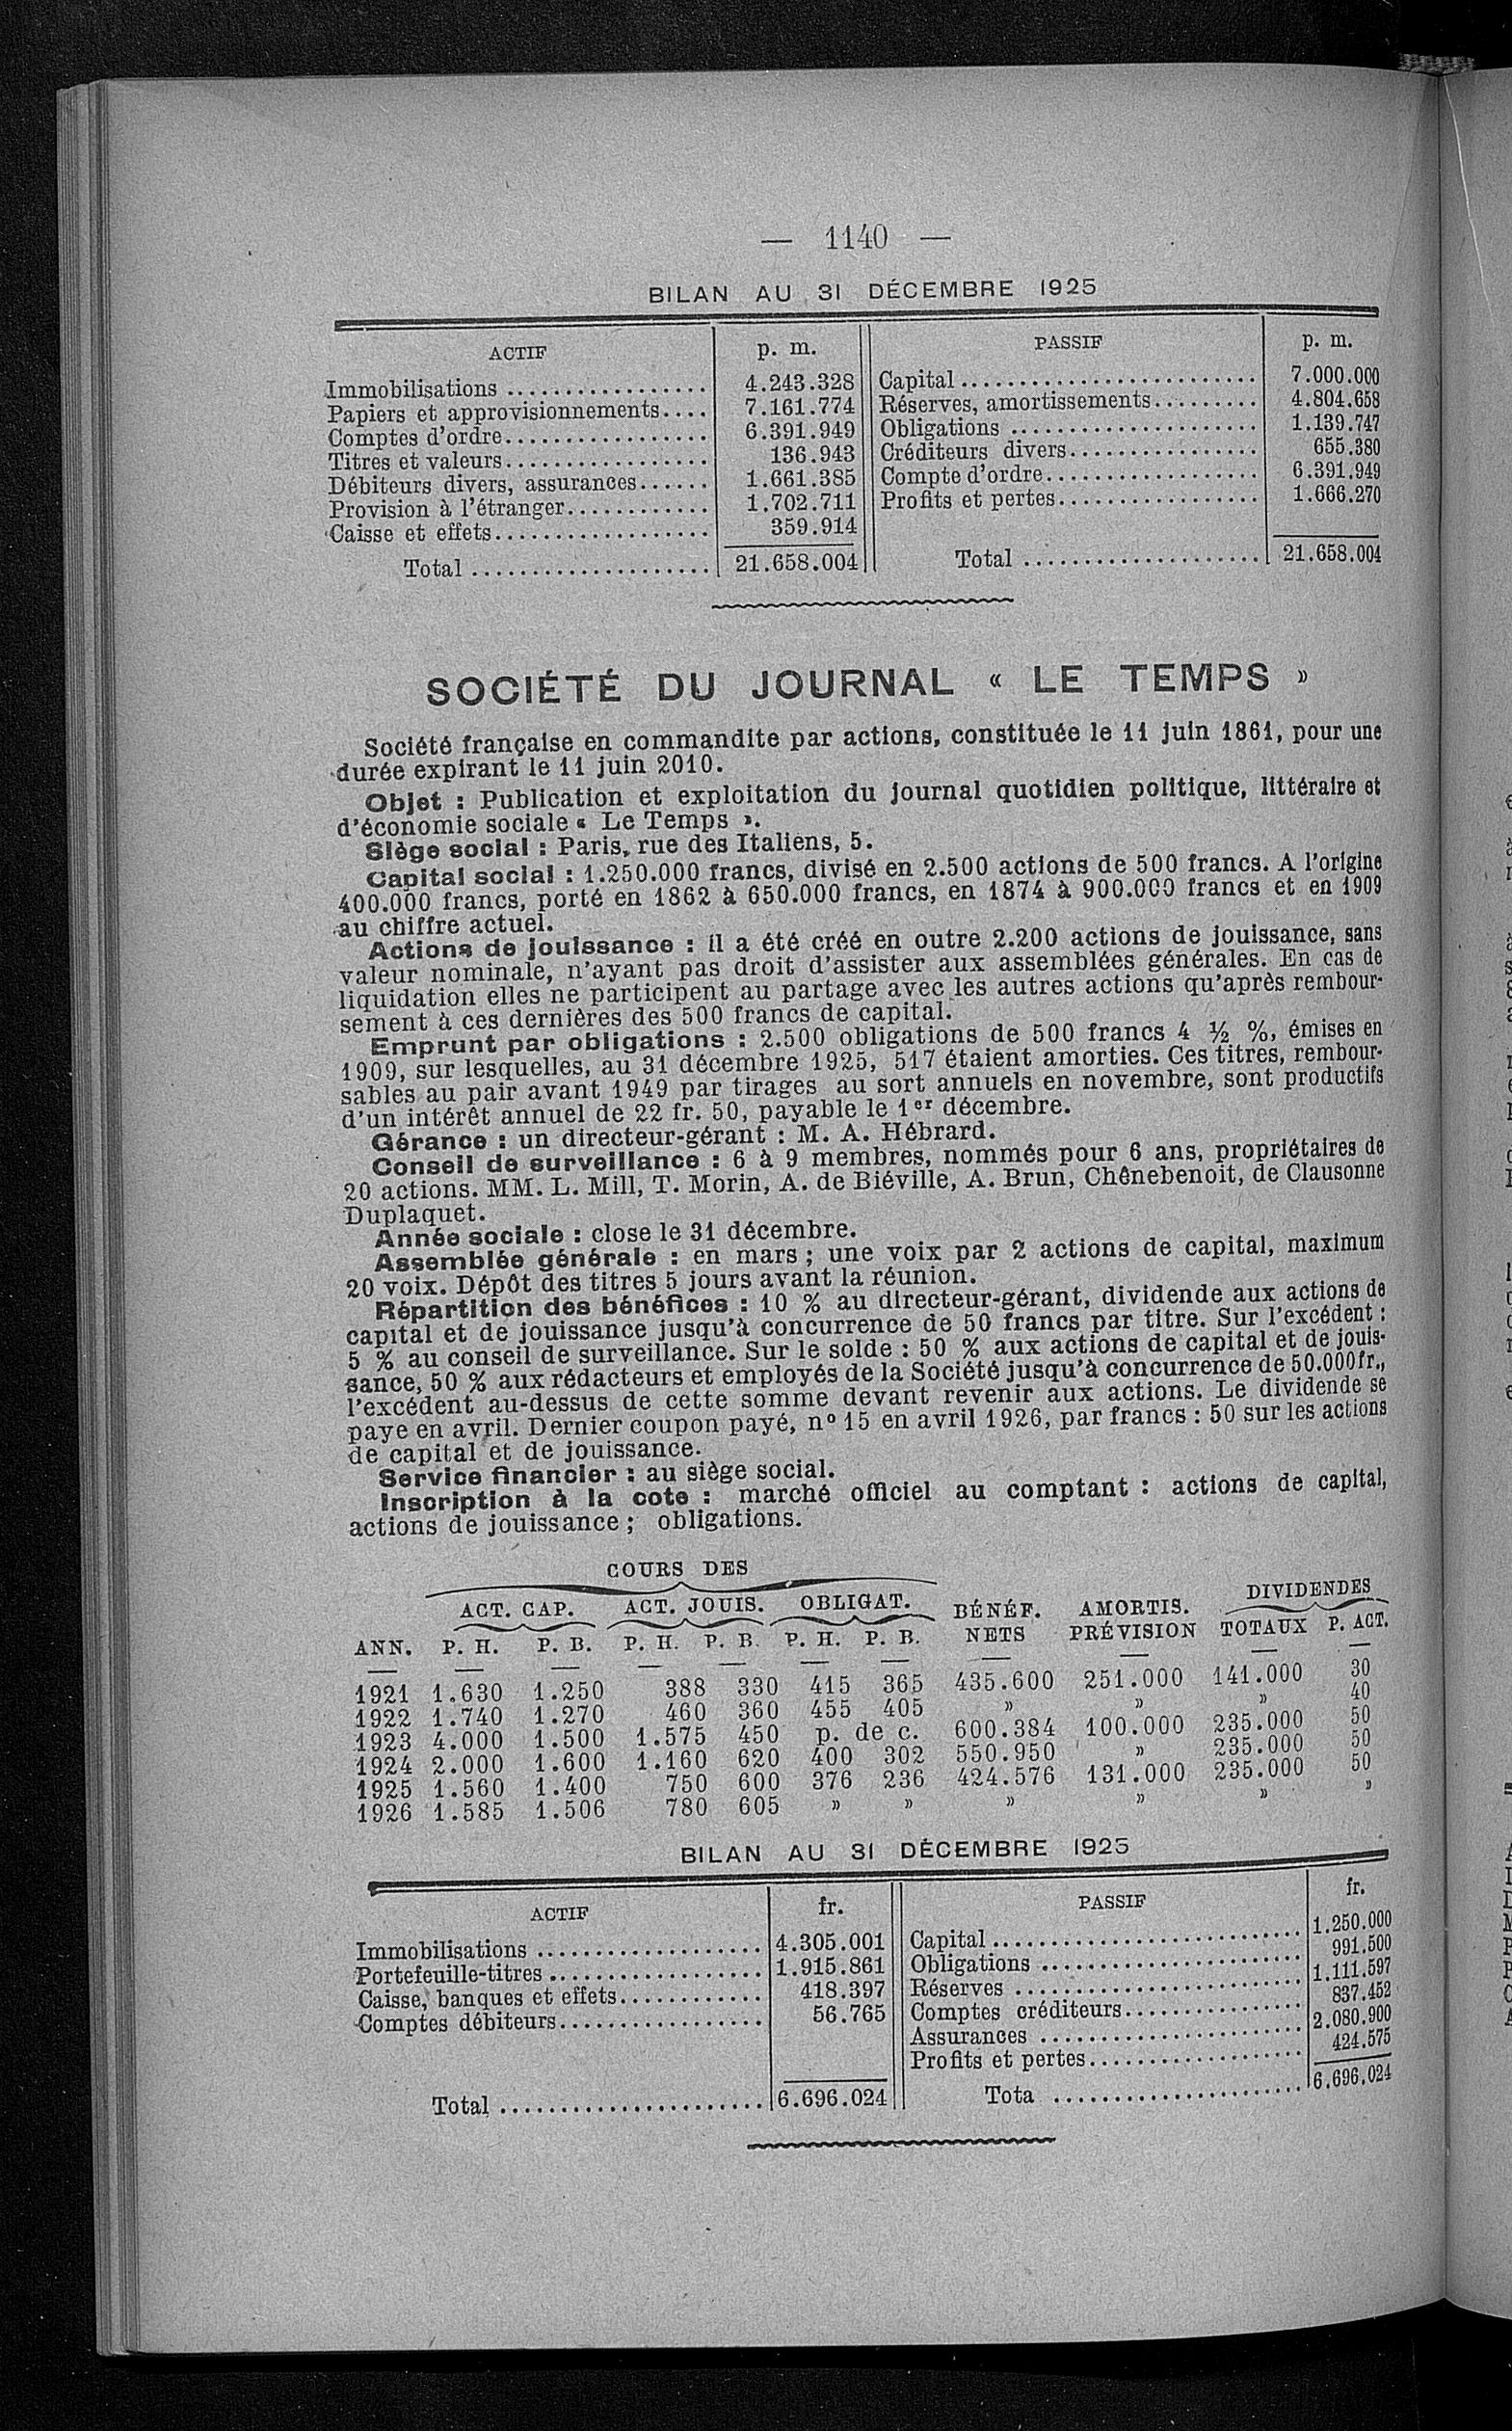 — 1140 —
BILAN AU 31 DÉCEMBRE 1925
ACTIF p. m. PASSIF p. m.
Immobilisations ................. 4.243.328 Capital ........................ 7.000.000
Papiers et approvisionnements.... 7.161.774 Réserves, amortissements......... 4.804.658
Comptes d'ordre................. 6.391.949 Obligations .................... 1.139.747
Titres et valeurs................. 136.943 Créditeurs divers................ 655.380
Débiteurs divers, assurances...... 1.661.385 Compte d'ordre.................. 6.391.949
Provision à l'étranger............ 1.702.711 Profits et pertes................. 1.666.270
Caisse et effets.................. 359.914
Total .................... 21.658.004 Total .................... 21.658.004
SOCIÉTÉ DU JOURNAL « LE TEMPS »
Société française en commandite par actions, constituée le 11 juin 1861, pour une
durée expirant le 11 juin 2010.
Objet : Publication et exploitation du journal quotidien politique, littéraire et
d'économie sociale « Le Temps ».
Siège social : Paris, rue des Italiens, 5.
Capital social : 1.250.000 francs, divisé en 2.500 actions de 500 francs. A l'origine
400.000 francs, porté en 1862 à 650.000 francs, en 1874 à 900.000 francs et en 1909
au chiffre actuel.
Actions de jouissance : il a été créé en outre 2.200 actions de jouissance, sans
valeur nominale, n'ayant pas droit d'assister aux assemblées générales. En cas de
liquidation elles ne participent au partage avec les autres actions qu'après rembour-
sement à ces dernières des 500 francs de capital.
Emprunt par obligations : 2.500 obligations de 500 francs 4 ½ %, émises en
1909, sur lesquelles, au 31 décembre 1925, 517 étaient amorties. Ces titres, rembour-
sables au pair avant 1949 par tirages au sort annuels en novembre, sont productifs
d'un intérêt annuel de 22 fr. 50, payable le 1er décembre.
Gérance : un directeur-gérant : M. A. Hébrard.
Conseil de surveillance : 6 à 9 membres, nommés pour 6 ans, propriétaires de
20 actions. MM. L. Mill, T. Morin, A. de Biéville, A. Brun, Chênebenoit, de Clausonne
Duplaquet.
Année sociale : close le 31 décembre.
Assemblée générale : en mars ; une voix par 2 actions de capital, maximum
20 voix. Dépôt des titres 5 jours avant la réunion.
Répartition des bénéfices : 10 % au directeur-gérant, dividende aux actions de
capital et de jouissance jusqu'à concurrence de 50 francs par titre. Sur l'excédent :
5 % au conseil de surveillance. Sur le solde : 50 % aux actions de capital et de jouis-
sance, 50 % aux rédacteurs et employés de la Société jusqu'à concurrence de 50.000 fr.,
l'excédent au-dessus de cette somme devant revenir aux actions. Le dividende se
paye en avril. Dernier coupon payé, nº 15 en avril 1926, par francs : 50 sur les actions
de capital et de jouissance.
Service financier : au siège social.
Inscription à la cote : marché officiel au comptant : actions de capital,
actions de jouissance ; obligations.
COURS DES
ACT. CAP. ACT. JOUIS. OBLIGAT. BÉNÉF. AMORTIS. DIVIDENDES
ANN. P. H. P. B. P. H. P. B. P. H. P. B. NETS PRÉVISION TOTAUX P. ACT.
1921 1.630 1.250 388 330 415 365 435.600 251.000 141.000 30
1922 1.740 1.270 460 360 455 405 » » » 40
1923 4.000 1.500 1.575 450 p. de c. 600.384 100.000 235.000 50
1924 2.000 1.600 1.160 620 400 302 550.950 » 235.000 50
1925 1.560 1.400 750 600 376 236 424.576 131.000 235.000 50
1926 1.585 1.506 780 605 » » » » » »
BILAN AU 31 DÉCEMBRE 1925
ACTIF fr. PASSIF fr.
Immobilisations ................... 4.305.001 Capital .......................... 1.250.000
Portefeuille-titres .................. 1.915.861 Obligations ...................... 991.500
Caisse, banques et effets............ 418.397 Réserves ........................ 1.111.597
Comptes débiteurs................. 56.765 Comptes créditeurs............... 837.452
Assurances ...................... 2.080.900
Profits et pertes.................. 424.575
Total ...................... 6.696.024 Tota ..................... 6.696.024